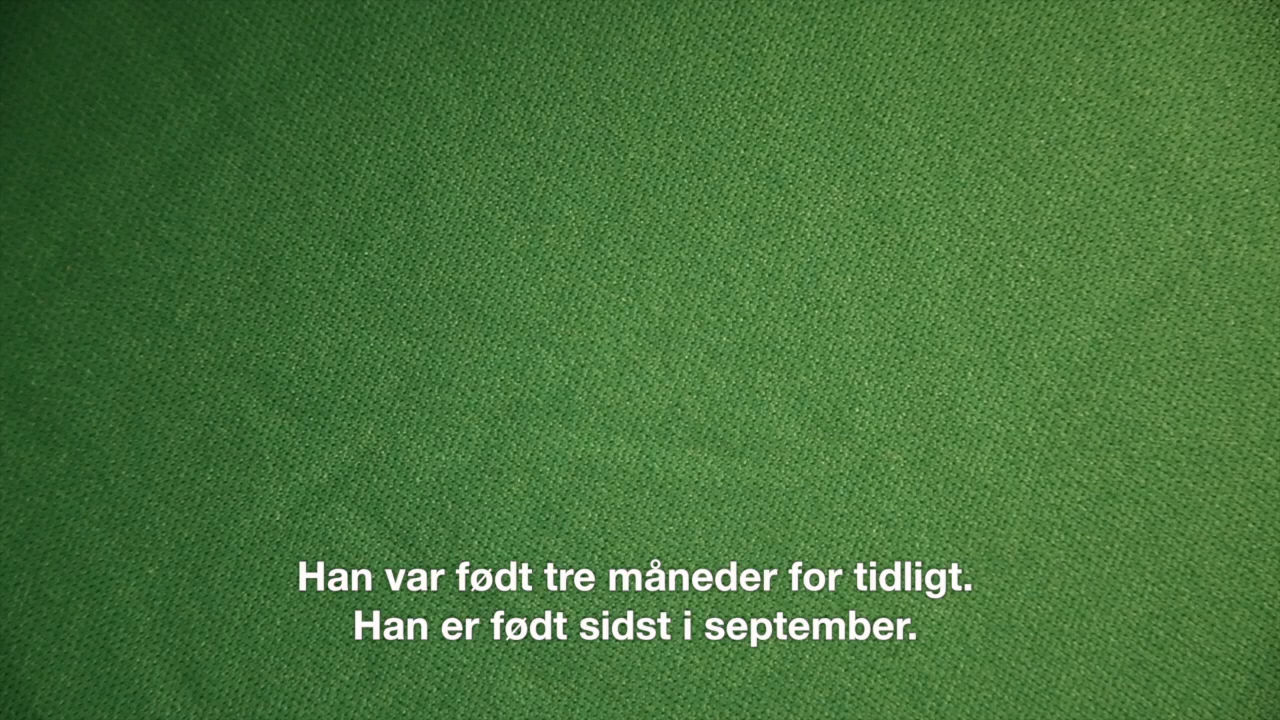 Han var født tre måneder for tidligt.
Han er født sidst i september.